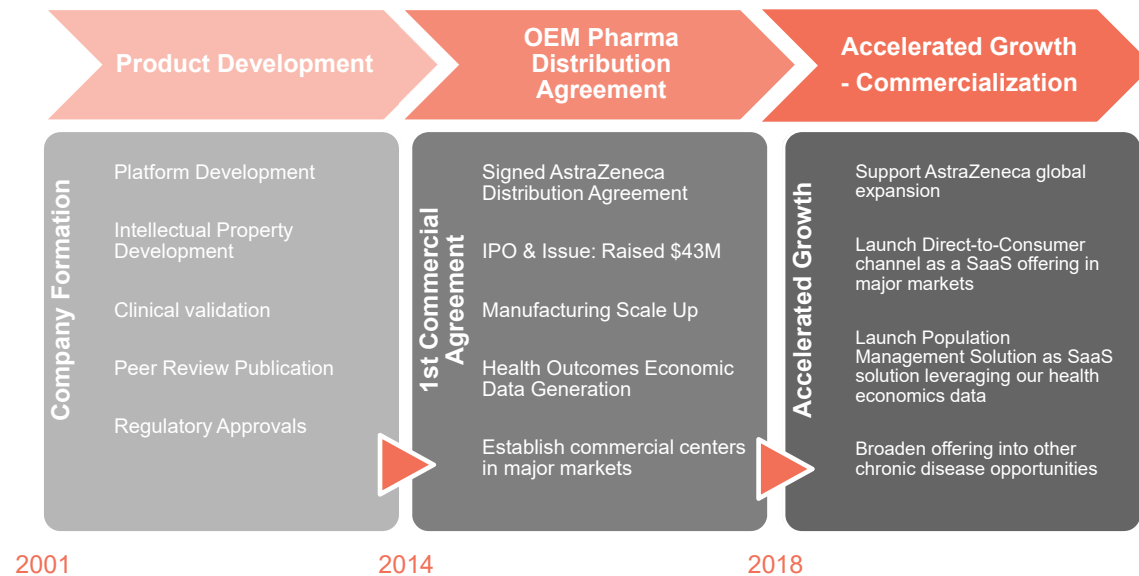 Product Development
OEM Pharma
Distribution
Agreement
Accelerated Growth
- Commercialization
Company Formation
Platform Development
Intellectual Property
Development
Clinical validation
Peer Review Publication
Regulatory Approvals
1st Commercial
Agreement
Signed AstraZeneca
Distribution Agreement
IPO & Issue: Raised $43M
Manufacturing Scale Up
Health Outcomes Economic
Data Generation
Establish commercial centers
in major markets
Accelerated Growth
Support AstraZeneca global
expansion
Launch Direct-to-Consumer
channel as a SaaS offering in
major markets
Launch Population
Management Solution as SaaS
solution leveraging our health
economics data
Broaden offering into other
chronic disease opportunities
2001
2014
2018